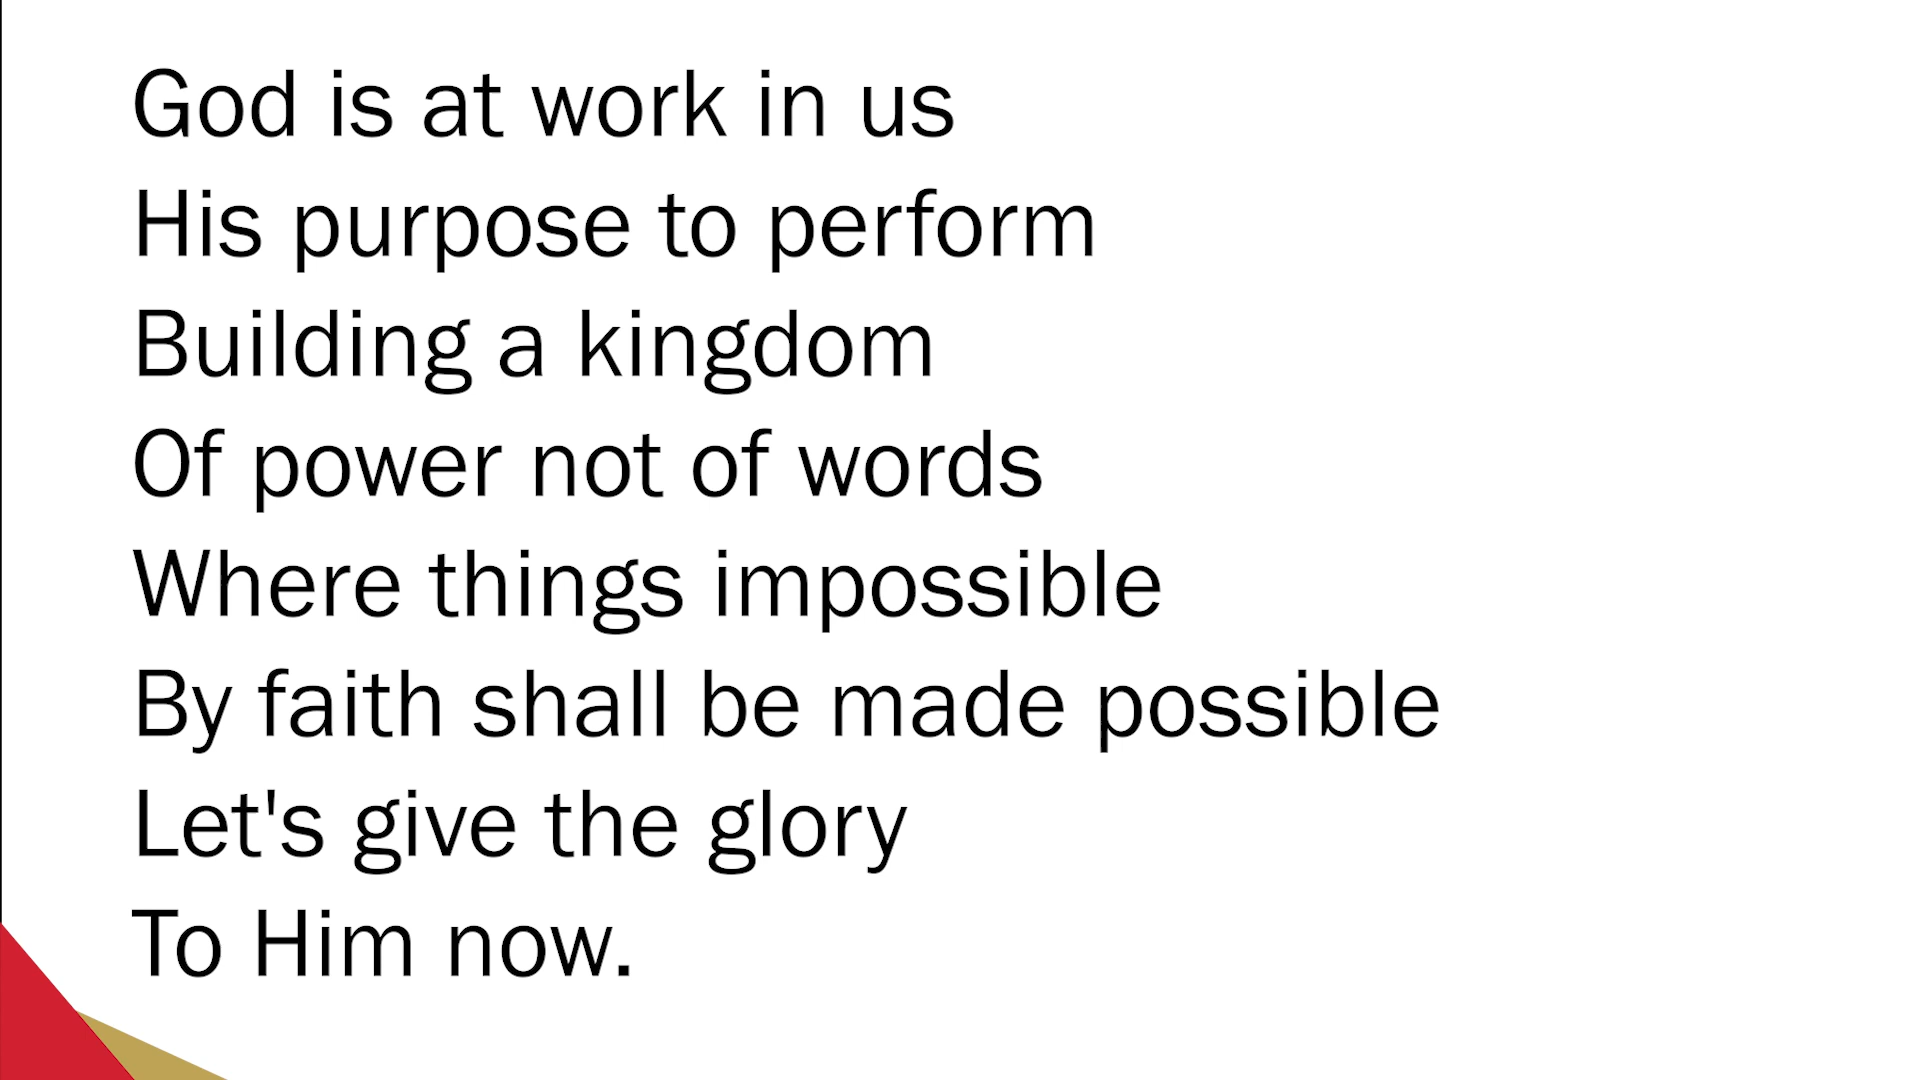 God is at work in us
His purpose to perform
Building a kingdom
Of power not of words
Where things impossible
By faith shall be made possible
Let's give the glory
To Him now.